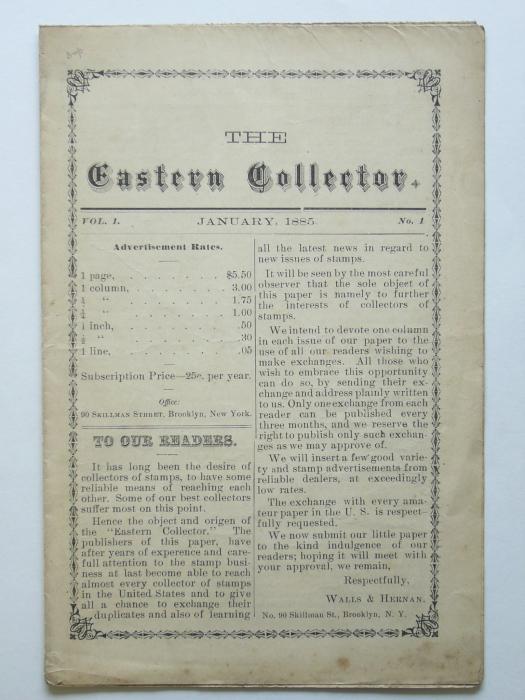 THE
Eastern Collector.
VOL. 1. JANUARY, 1885. No. 1
Advertisement Rates.
1 page, . . . . . . . $5.50
1 column, . . . . . . 3.00
½ " . . . . . . 1.75
¼ " . . . . . . 1.00
1 inch, . . . . . . . .50
½ " . . . . . . .30
1 line, . . . . . . . .05
Subscription Price—25c. per year.
Office:
90 SKILLMAN STREET, Brooklyn, New York.
TO OUR READERS.
It has long been the desire of
collectors of stamps, to have some
reliable means of reaching each
other. Some of our best collectors
suffer most on this point.
Hence the object and origen of
the "Eastern Collector." The
publishers of this paper, have
after years of experence and care-
full attention to the stamp busi-
ness at last become able to reach
almost every collector of stamps
in the United States and to give
all a chance to exchange their
duplicates and also of learning
all the latest news in regard to
new issues of stamps.
It will be seen by the most careful
observer that the sole object of
this paper is namely to further
the interests of collectors of
stamps.
We intend to devote one column
in each issue of our paper to the
use of all our readers wishing to
make exchanges. All those who
wish to embrace this opportunity
can do so, by sending their ex-
change and address plainly written
to us. Only one exchange from each
reader can be published every
three months, and we reserve the
right to publish only such exchan-
ges as we may approve of.
We will insert a few good varie-
ty and stamp advertisements from
reliable dealers, at exceedingly
low rates.
The exchange with every ama-
teur paper in the U. S. is respect-
fully requested.
We now submit our little paper
to the kind indulgence of our
readers; hoping it will meet with
your approval, we remain,
Respectfully,
WALLS & HERNAN.
No. 90 Skillman St., Brooklyn, N. Y.